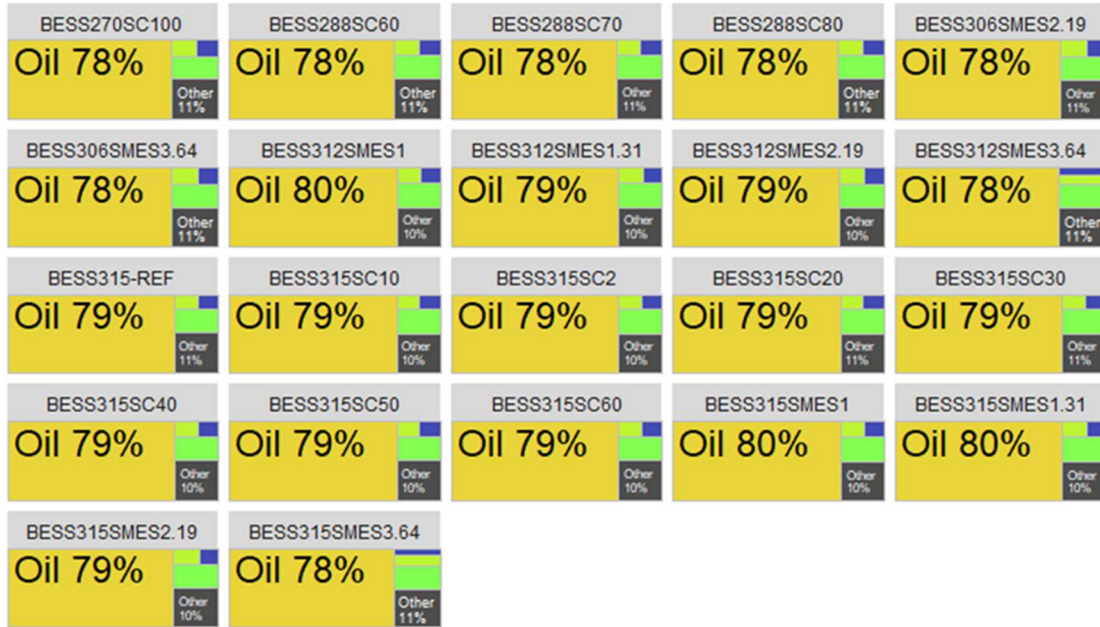 BESS270SC100
Oil 78%
Other
11%
BESS288SC60
Oil 78%
Other
11%
BESS288SC70
Oil 78%
Other
11%
BESS288SC80
Oil 78%
Other
11%
BESS306SMES2.19
Oil 78%
Other
11%
BESS306SMES3.64
Oil 78%
Other
11%
BESS312SMES1
Oil 80%
Other
10%
BESS312SMES1.31
Oil 79%
Other
10%
BESS312SMES2.19
Oil 79%
Other
10%
BESS312SMES3.64
Oil 78%
Other
11%
BESS315-REF
Oil 79%
Other
11%
BESS315SC10
Oil 79%
Other
10%
BESS315SC2
Oil 79%
Other
10%
BESS315SC20
Oil 79%
Other
11%
BESS315SC30
Oil 79%
Other
11%
BESS315SC40
Oil 79%
Other
10%
BESS315SC50
Oil 79%
Other
10%
BESS315SC60
Oil 79%
Other
10%
BESS315SMES1
Oil 80%
Other
10%
BESS315SMES1.31
Oil 80%
Other
10%
BESS315SMES2.19
Oil 79%
Other
10%
BESS315SMES3.64
Oil 78%
Other
11%